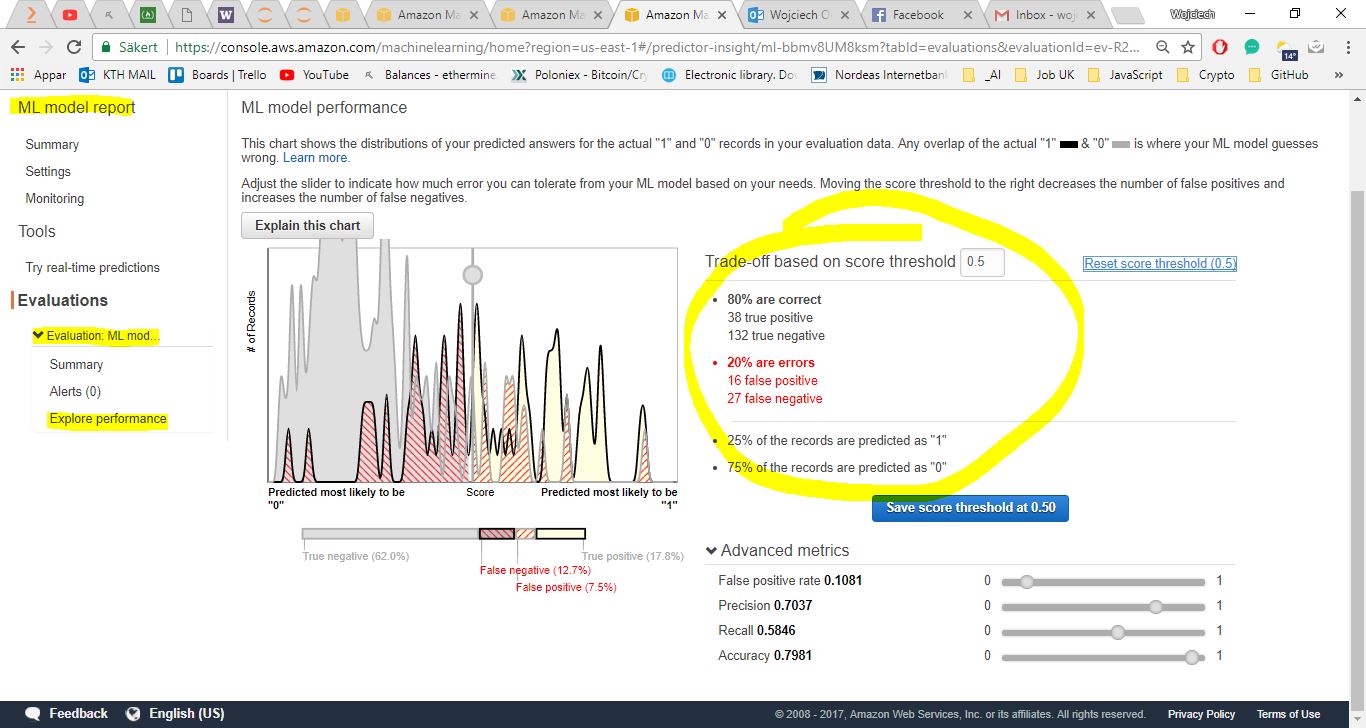 Amazon Ma
Amazon Ma
Amazon Ma
Wojciech O
Facebook
Inbox - woj
Wojciech
Säkert
https://console.aws.amazon.com/machinelearning/home?region=us-east-1#/predictor-insight/ml-bbmv8UM8ksm?tabId=evaluations&evaluationId=ev-R2...
14°
Appar
KTH MAIL
Boards | Trello
YouTube
Balances - ethermine
Poloniex - Bitcoin/Cry
Electronic library. Dov
Nordeas Internetbank
_AI
Job UK
JavaScript
Crypto
GitHub
»
ML model report
Summary
Settings
Monitoring
Tools
Try real-time predictions
Evaluations
Evaluation: ML mod...
Summary
Alerts (0)
Explore performance
ML model performance
This chart shows the distributions of your predicted answers for the actual "1" and "0" records in your evaluation data. Any overlap of the actual "1" & "0" is where your ML model guesses
wrong. Learn more.
Adjust the slider to indicate how much error you can tolerate from your ML model based on your needs. Moving the score threshold to the right decreases the number of false positives and
increases the number of false negatives.
Explain this chart
# of Records
Predicted most likely to be
"0"
Score
Predicted most likely to be
"1"
True negative (62.0%)
True positive (17.8%)
False negative (12.7%)
False positive (7.5%)
Trade-off based on score threshold 0.5
Reset score threshold (0.5)
80% are correct
38 true positive
132 true negative
20% are errors
16 false positive
27 false negative
25% of the records are predicted as "1"
75% of the records are predicted as "0"
Save score threshold at 0.50
Advanced metrics
False positive rate 0.1081 0 1
Precision 0.7037 0 1
Recall 0.5846 0 1
Accuracy 0.7981 0 1
Feedback
English (US)
© 2008 - 2017, Amazon Web Services, Inc. or its affiliates. All rights reserved.
Privacy Policy
Terms of Use